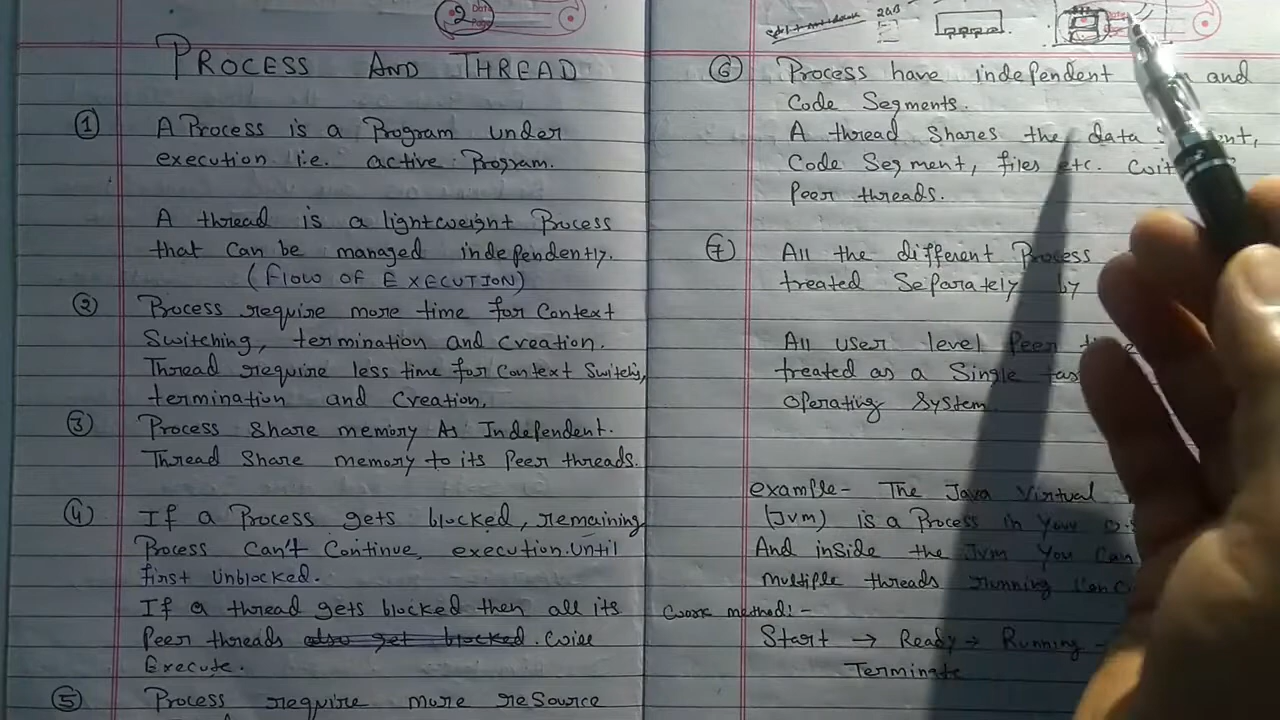 2
PROCESS AND THREAD
① A Process is a Program under
execution i.e. active Program.
A thread is a lightweight Process
that Can be managed independently.
(FLOW OF EXECUTION)
② Process require more time for Context
Switching, termination and Creation.
Thread require less time for Context Switchis,
termination and Creation.
③ Process Share memory As Independent.
Thread Share memory to its Peer threads.
④ If a Process gets blocked, remaining
Process Can't Continue, execution.Until
first Unblocked.
If a thread gets blocked then all its
Peer threads also get blocked. Will
Execute.
⑤ Process require more resource
⑥ Process have independent and
Code Segments.
A thread Shares the data
Code Segment, files etc.
Peer threads.
⑦ All the different Process
treated Separately by
All user level Peer
treated as a Single
Operating System.
example- The Java Virtual
(Jvm) is a Process in Your
And inside the Jvm You Can
multiple threads running
Work method:-
Start → Ready → Running -
Terminate